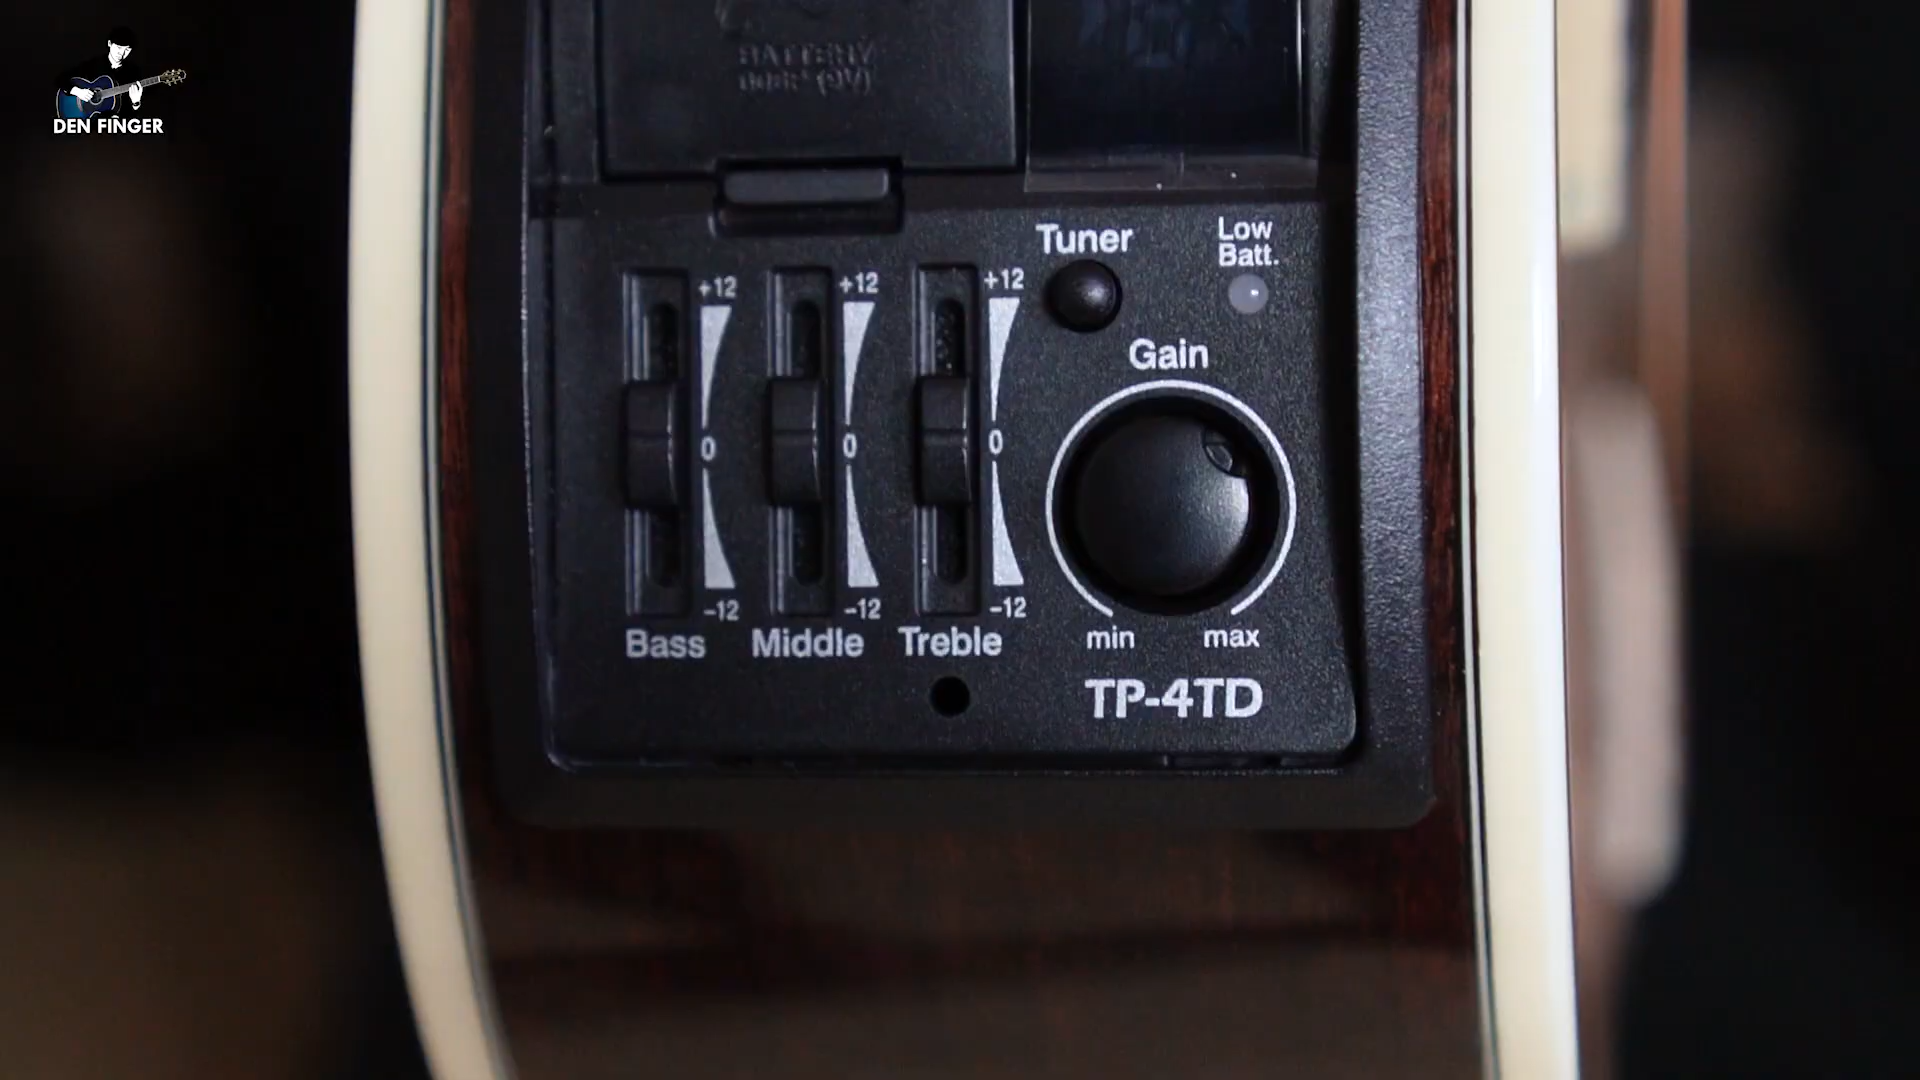 DEN FINGER
BATTERY
(9V)
Tuner
Low
Batt.
+12
+12
+12
Gain
0
0
0
-12
-12
-12
Bass
Middle
Treble
min
max
TP-4TD